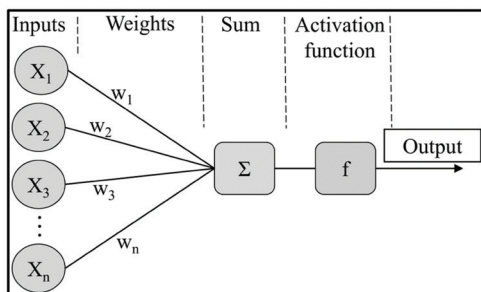 Inputs Weights Sum Activation function
X1
w1
X2
w2
X3
w3
Σ
f
Output
⋮
wn
Xn